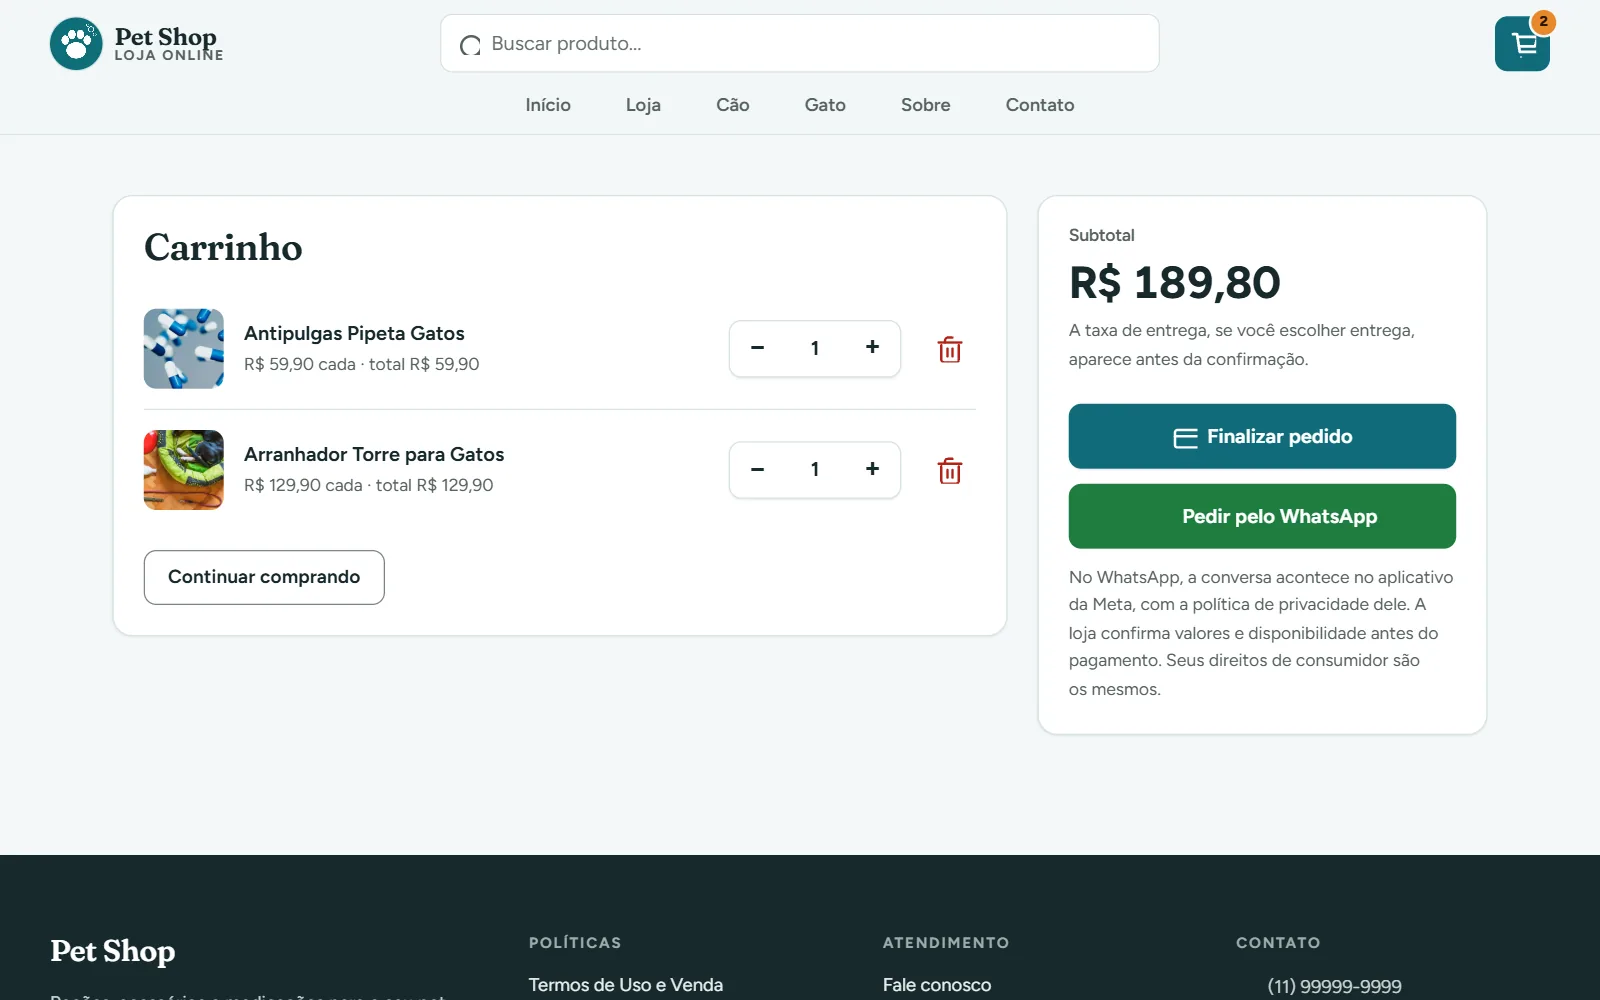 Pet Shop
LOJA ONLINE
Buscar produto...
2
Início
Loja
Cão
Gato
Sobre
Contato
Carrinho
Antipulgas Pipeta Gatos
R$ 59,90 cada · total R$ 59,90
− 1 +
Arranhador Torre para Gatos
R$ 129,90 cada · total R$ 129,90
− 1 +
Continuar comprando
Subtotal
R$ 189,80
A taxa de entrega, se você escolher entrega,
aparece antes da confirmação.
Finalizar pedido
Pedir pelo WhatsApp
No WhatsApp, a conversa acontece no aplicativo
da Meta, com a política de privacidade dele. A
loja confirma valores e disponibilidade antes do
pagamento. Seus direitos de consumidor são
os mesmos.
Pet Shop
POLÍTICAS
Termos de Uso e Venda
ATENDIMENTO
Fale conosco
CONTATO
(11) 99999-9999